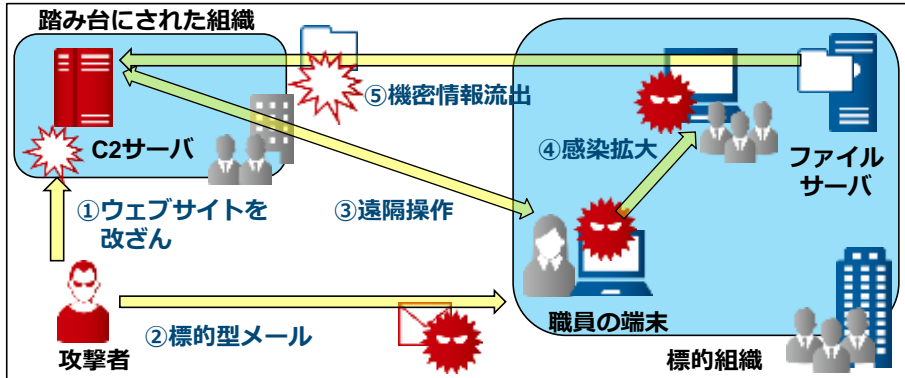 踏み台にされた組織
C2サーバ
⑤機密情報流出
④感染拡大
ファイル
サーバ
①ウェブサイトを
改ざん
③遠隔操作
②標的型メール
職員の端末
攻撃者
標的組織